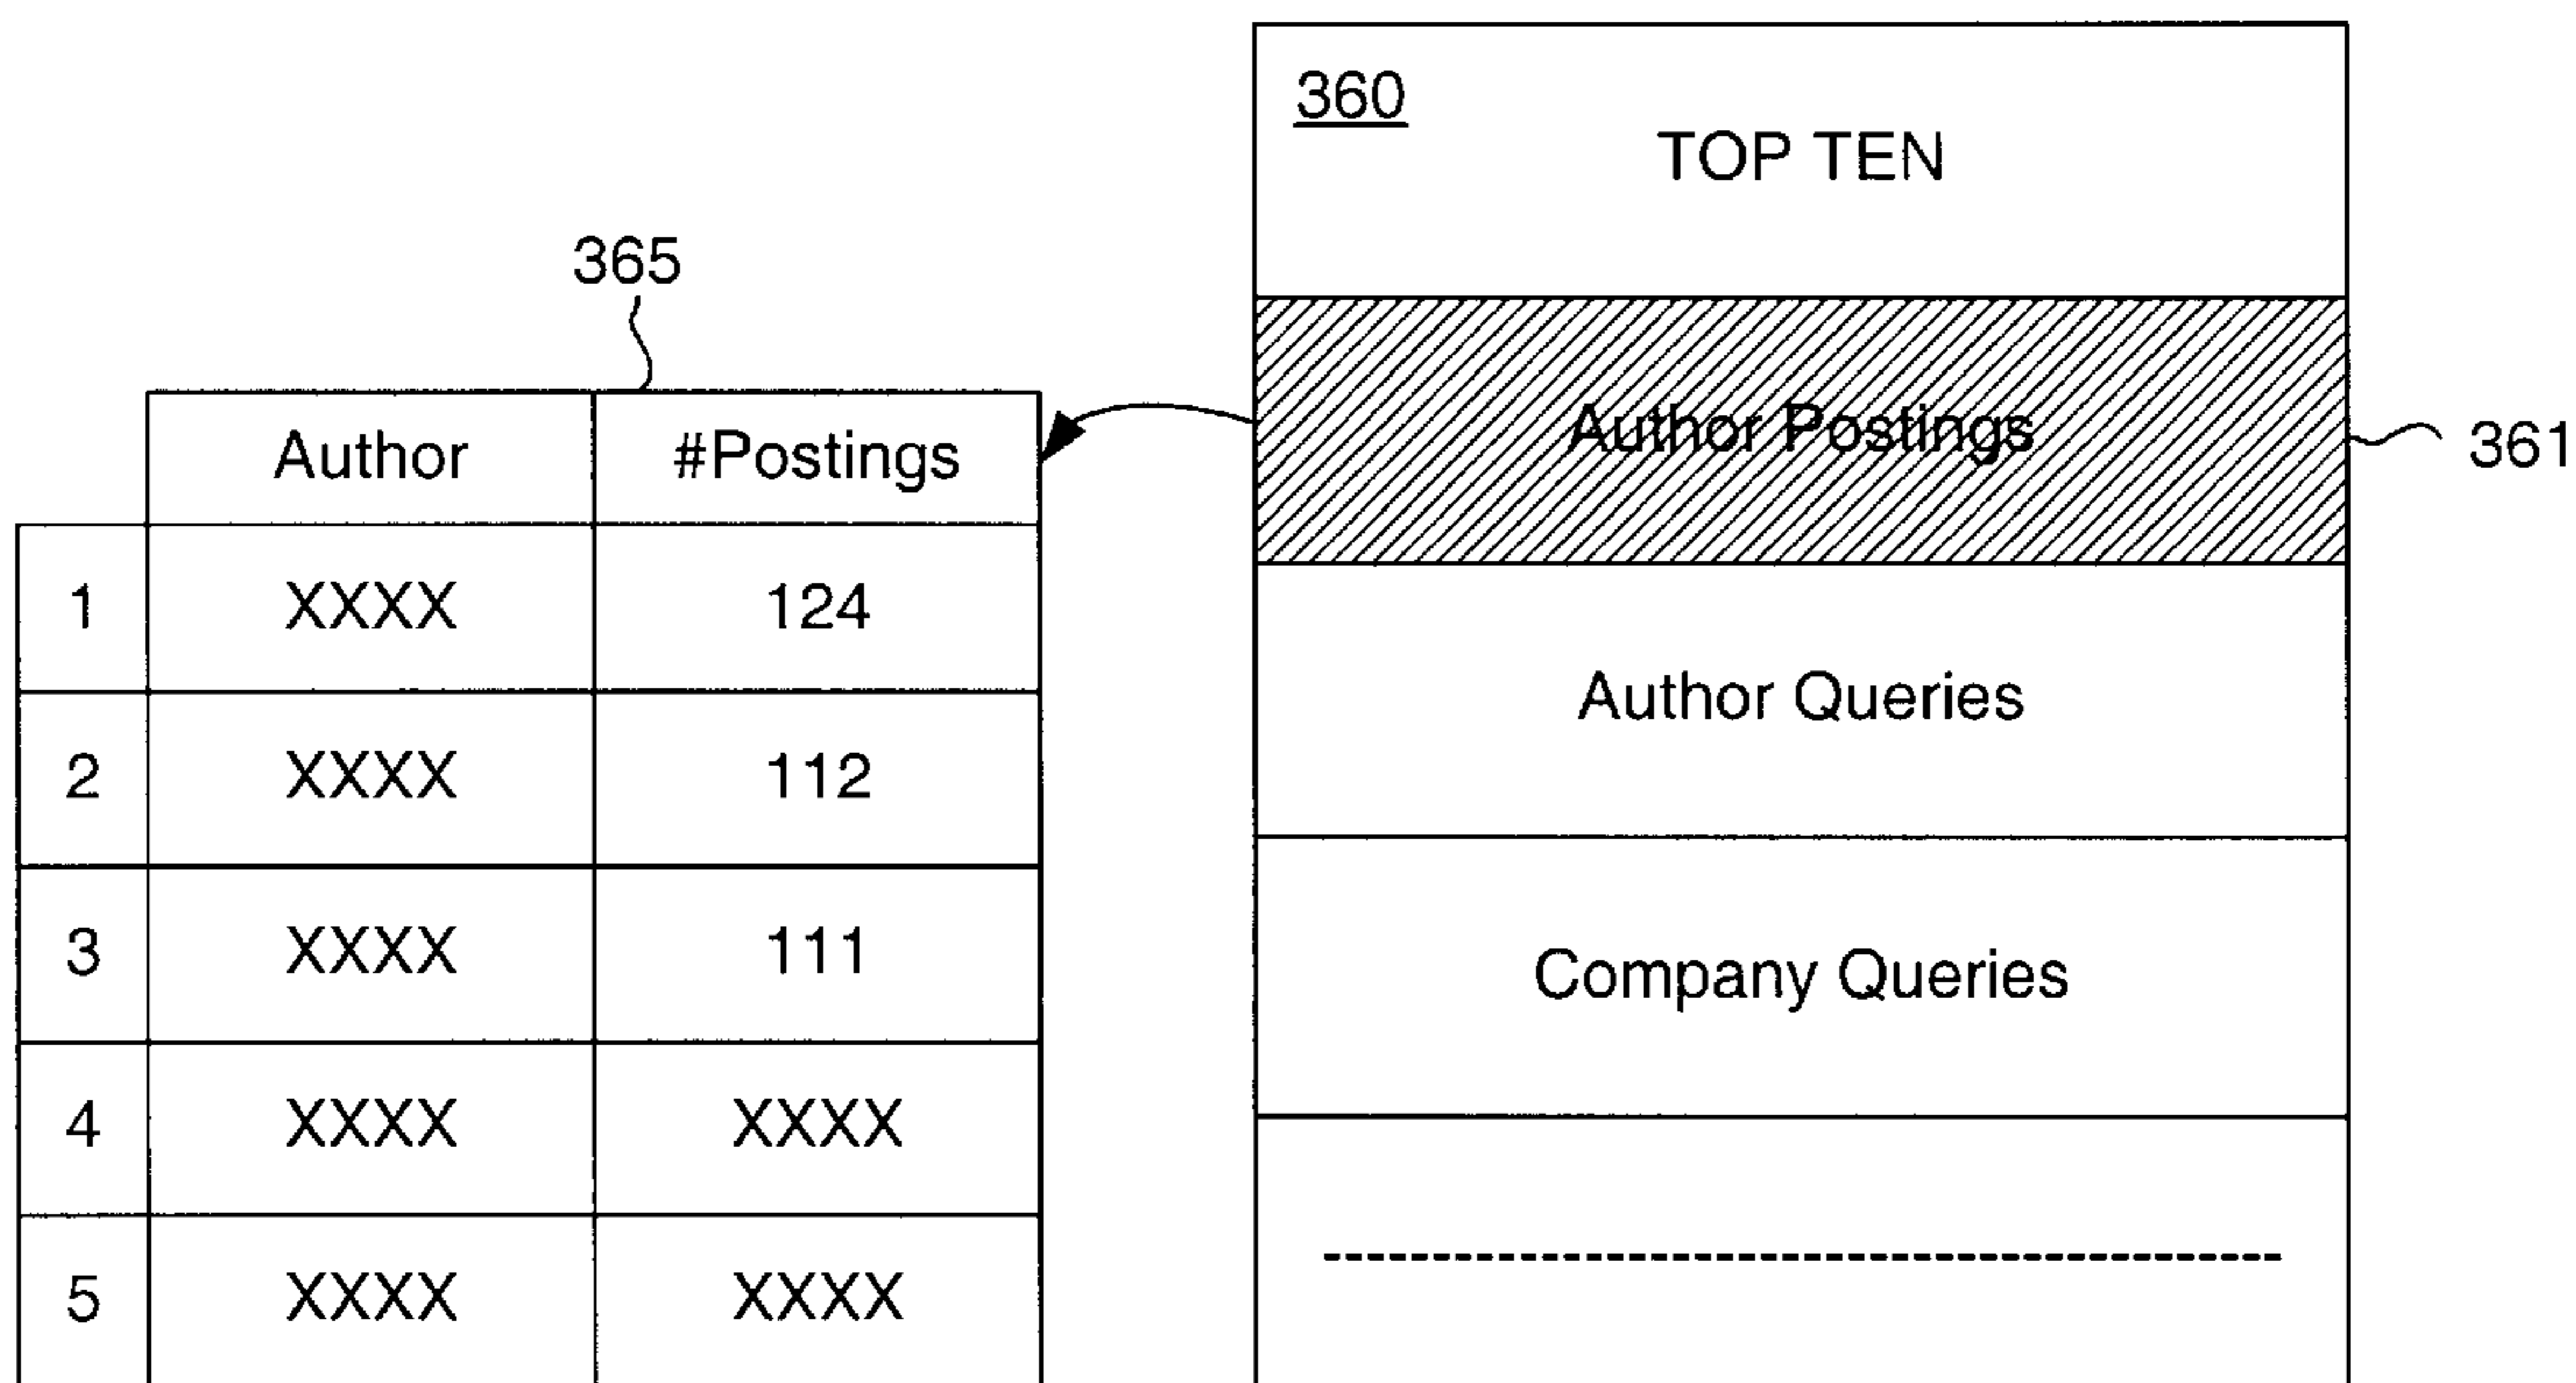 365
Author #Postings
1 XXXX 124
2 XXXX 112
3 XXXX 111
4 XXXX XXXX
5 XXXX XXXX
360
TOP TEN
Author Postings
361
Author Queries
Company Queries